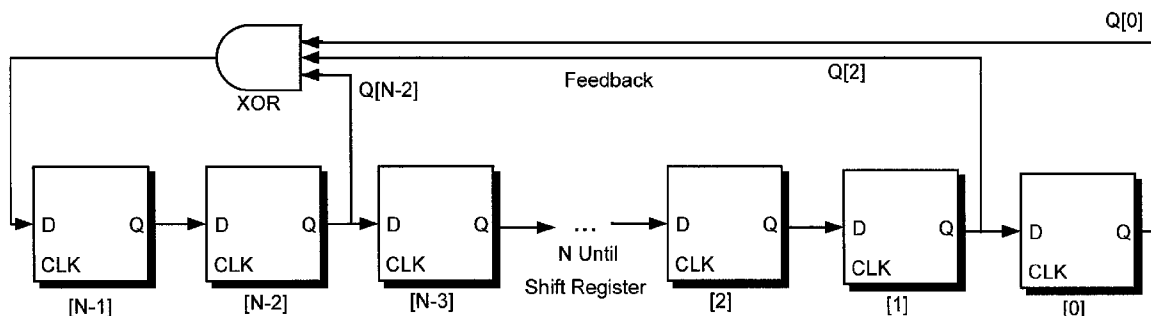 Q[0]
Q[2]
Feedback
Q[N-2]
XOR
D Q
CLK
[N-1]
D Q
CLK
[N-2]
D Q
CLK
[N-3]
...
N Until
Shift Register
D Q
CLK
[2]
D Q
CLK
[1]
D Q
CLK
[0]